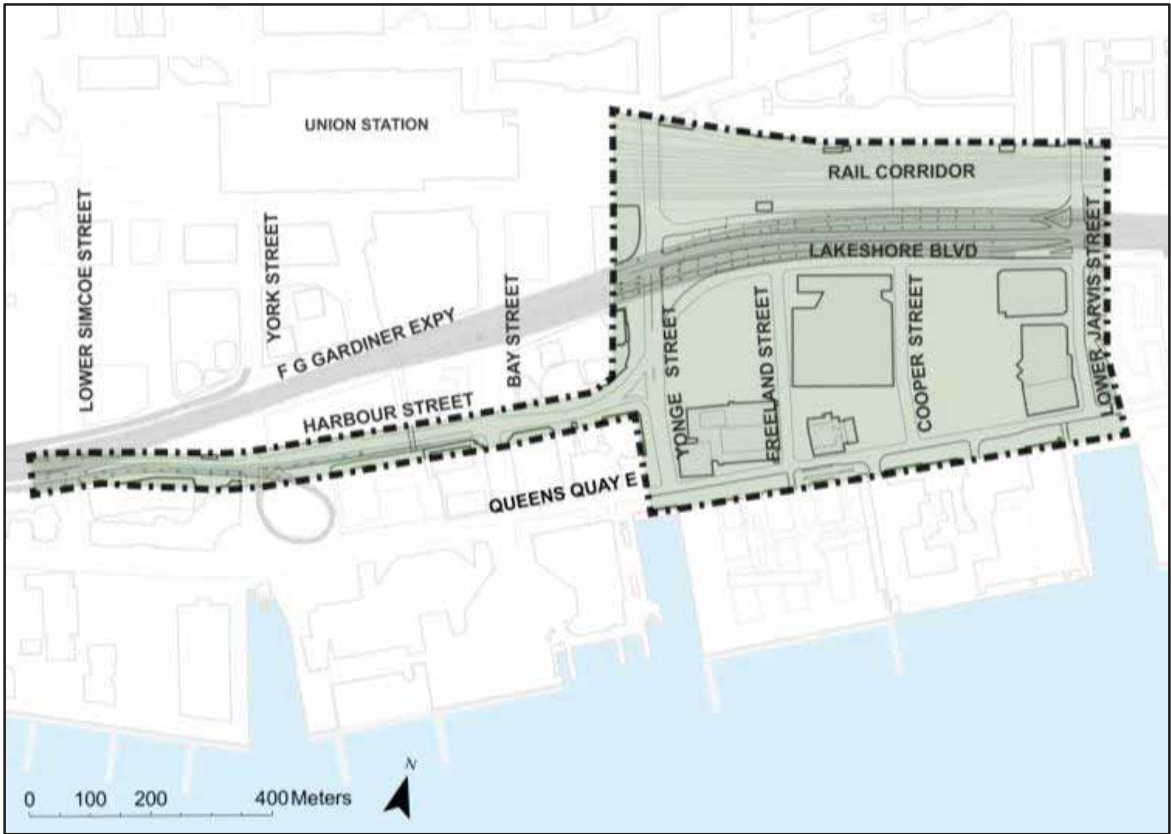 UNION STATION
RAIL CORRIDOR
LAKESHORE BLVD
LOWER SIMCOE STREET
YORK STREET
BAY STREET
F G GARDINER EXPY
HARBOUR STREET
YONGE STREET
FREELAND STREET
COOPER STREET
LOWER JARVIS STREET
QUEENS QUAY E
N
0 100 200 400 Meters